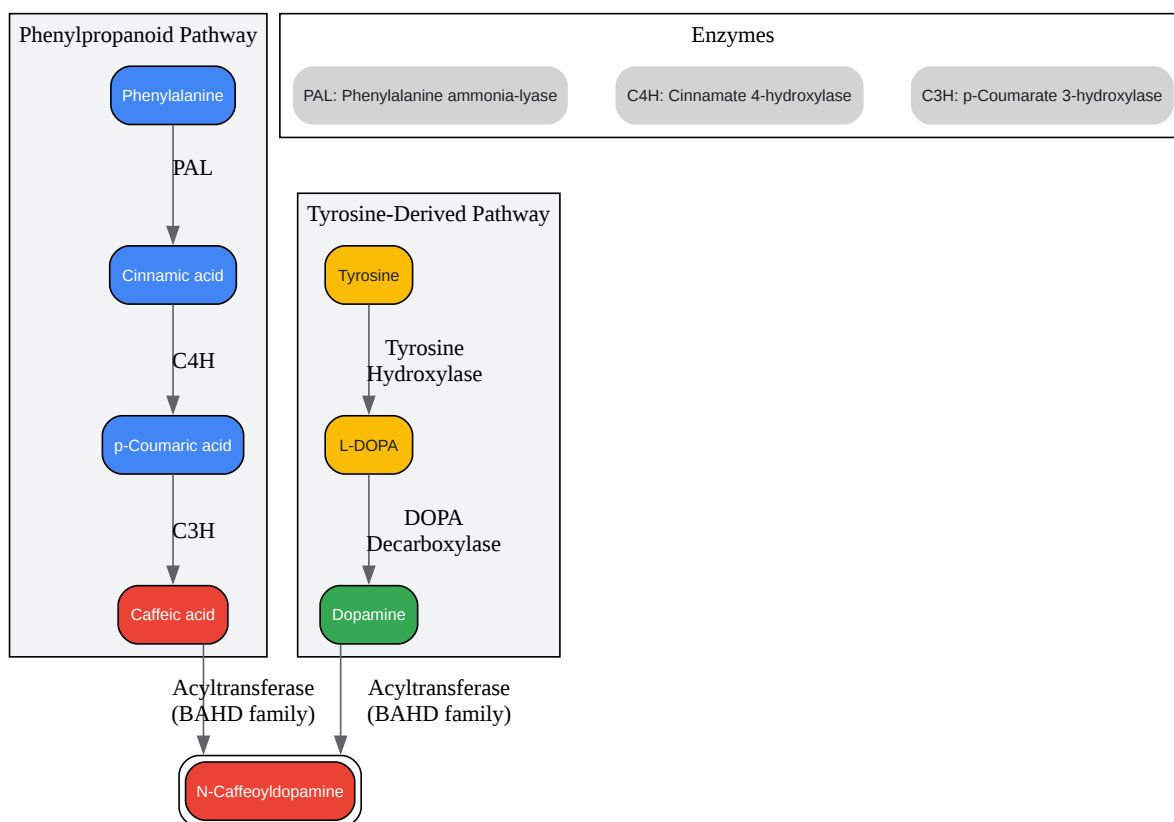 Phenylpropanoid Pathway
Phenylalanine
PAL
Cinnamic acid
C4H
p-Coumaric acid
C3H
Caffeic acid
Acyltransferase
(BAHD family)
Enzymes
PAL: Phenylalanine ammonia-lyase
C4H: Cinnamate 4-hydroxylase
C3H: p-Coumarate 3-hydroxylase
Tyrosine-Derived Pathway
Tyrosine
Tyrosine
Hydroxylase
L-DOPA
DOPA
Decarboxylase
Dopamine
Acyltransferase
(BAHD family)
N-Caffeoyldopamine